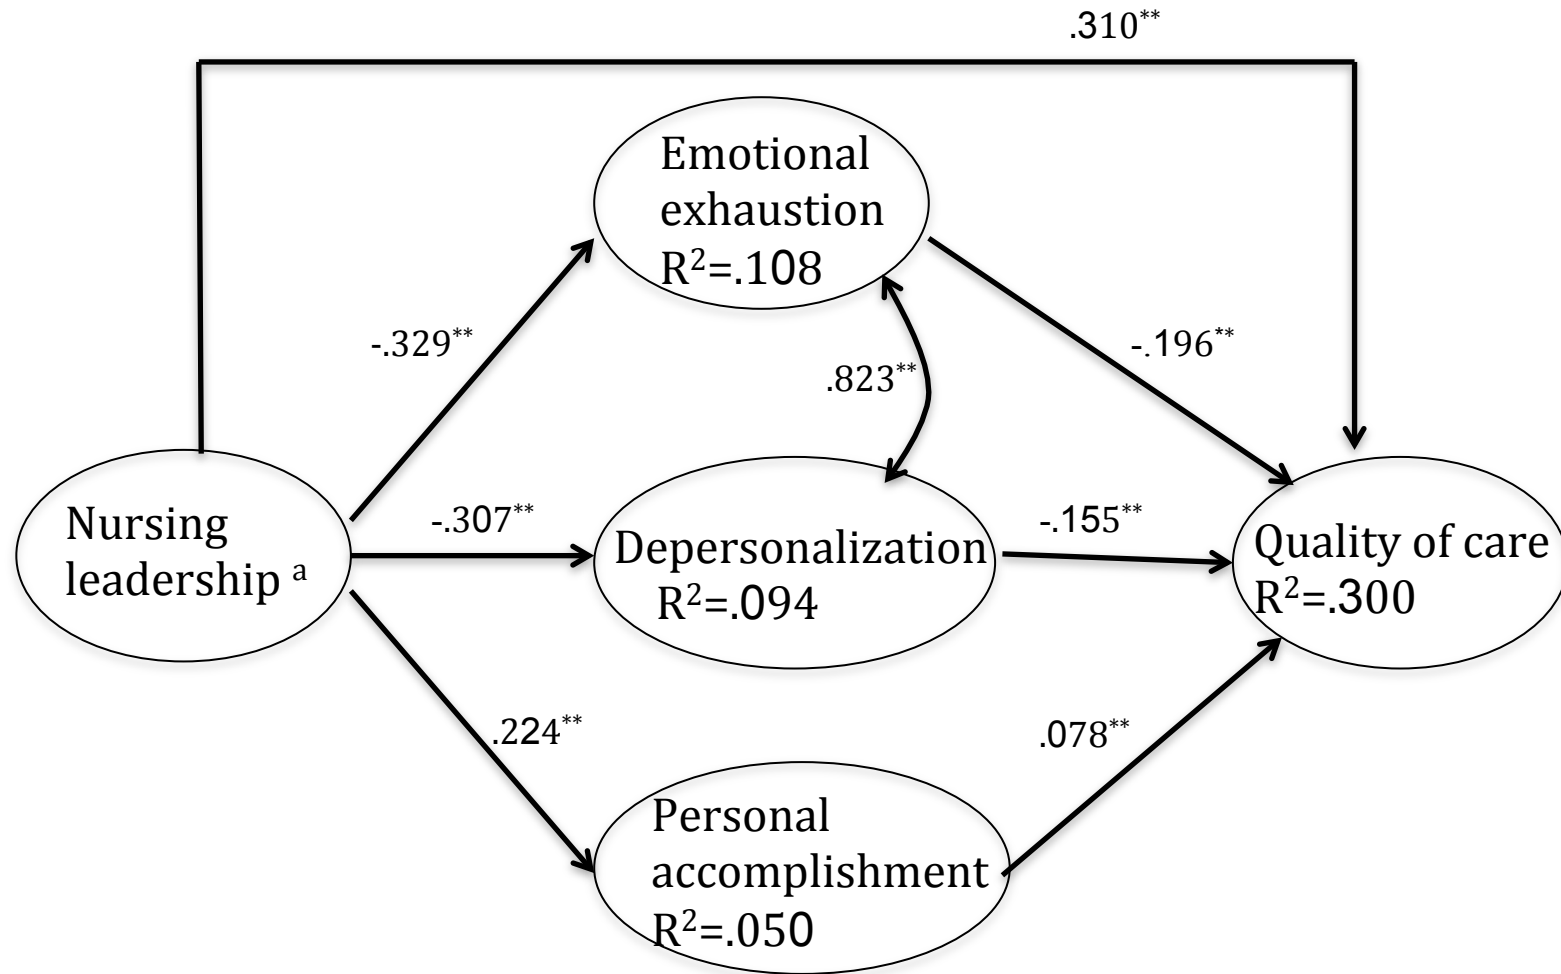 .310**
Emotional
exhaustion
R²=.108
-.329**
-.196**
.823**
Nursing
leadership ᵃ
-.307**
Depersonalization
R²=.094
-.155**
Quality of care
R²=.300
.224**
.078**
Personal
accomplishment
R²=.050